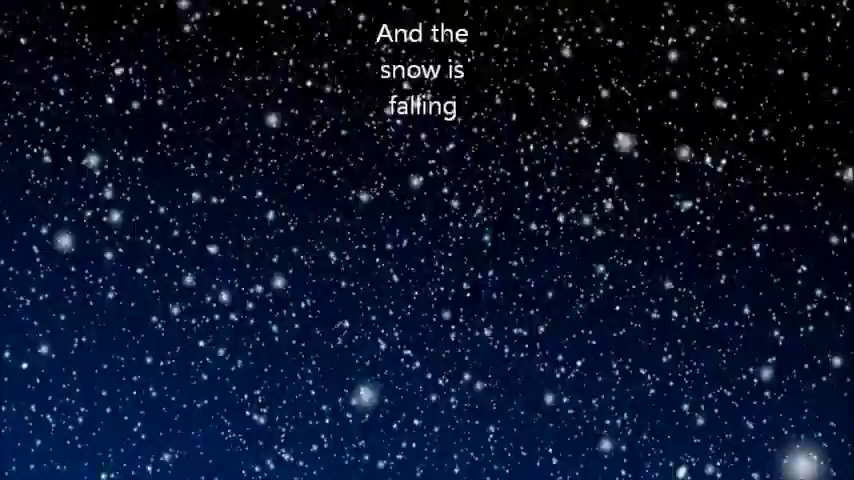 And the
snow is
falling